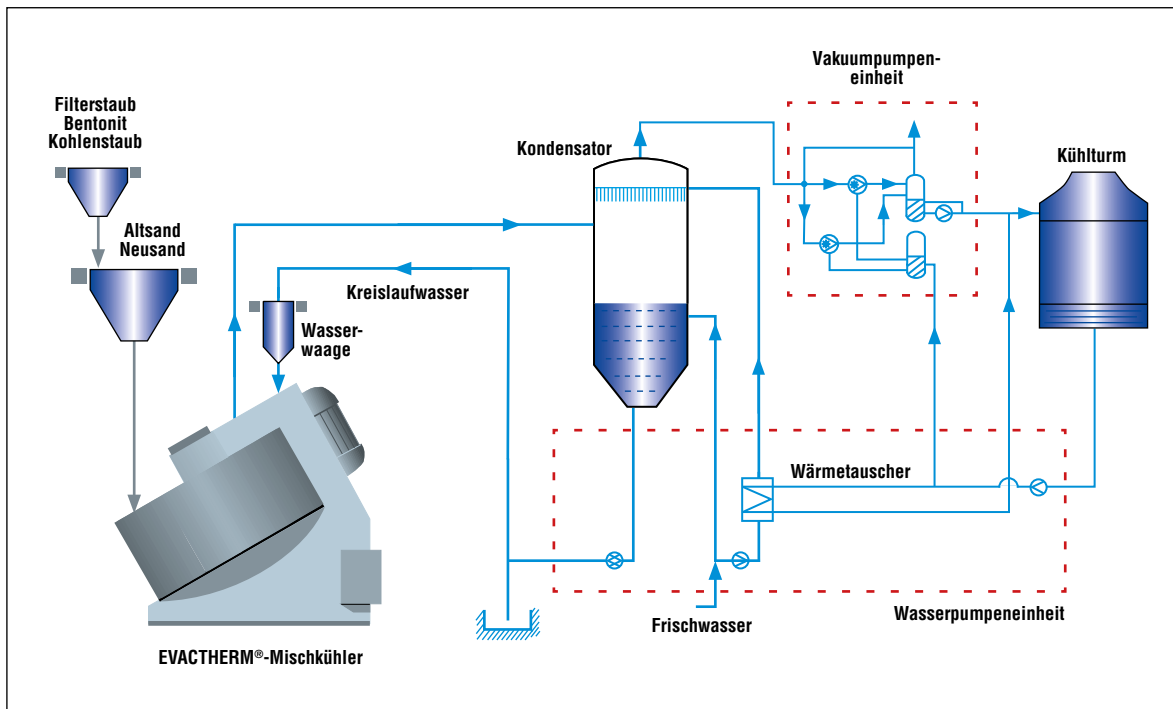 Filterstaub
Bentonit
Kohlenstaub
Altsand
Neusand
Kreislaufwasser
Wasser-
waage
EVACTHERM®-Mischkühler
Kondensator
Vakuumpumpen-
einheit
Kühlturm
Wärmetauscher
Frischwasser
Wasserpumpeneinheit